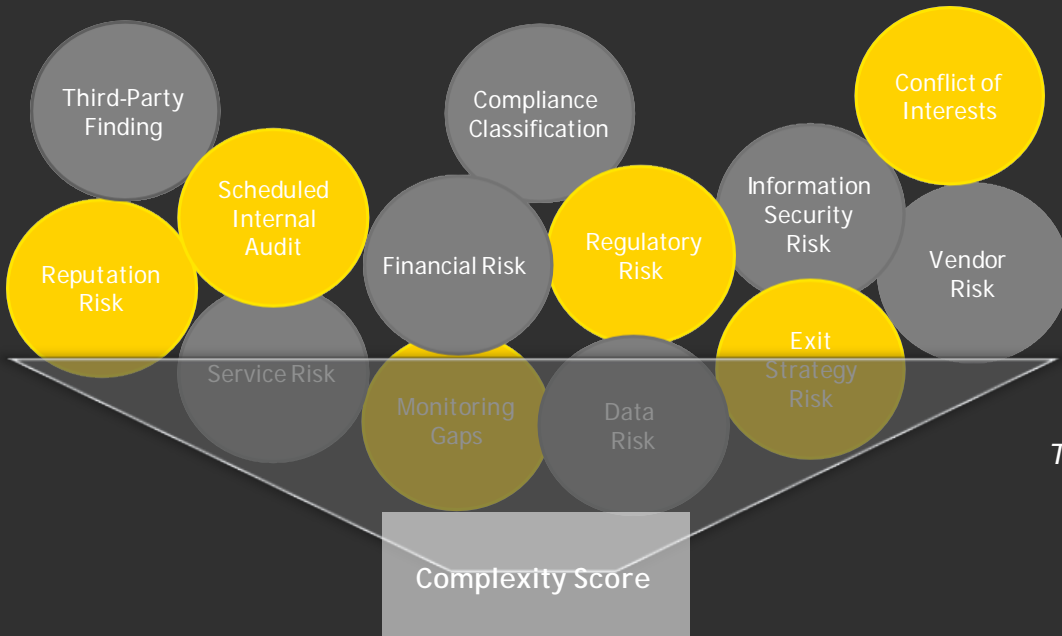 Third-Party
Finding
Compliance
Classification
Conflict of
Interests
Scheduled
Internal
Audit
Information
Security
Risk
Regulatory
Risk
Financial Risk
Vendor
Risk
Reputation
Risk
Exit
Strategy
Risk
Service Risk
Monitoring
Gaps
Data
Risk
T
Complexity Score